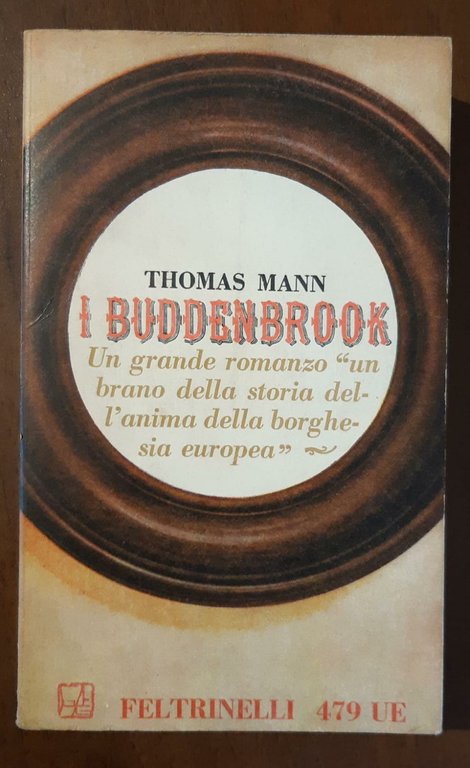 THOMAS MANN
I BUDDENBROOK
Un grande romanzo “un
brano della storia del-
l’anima della borghe-
sia europea”
FELTRINELLI 479 UE